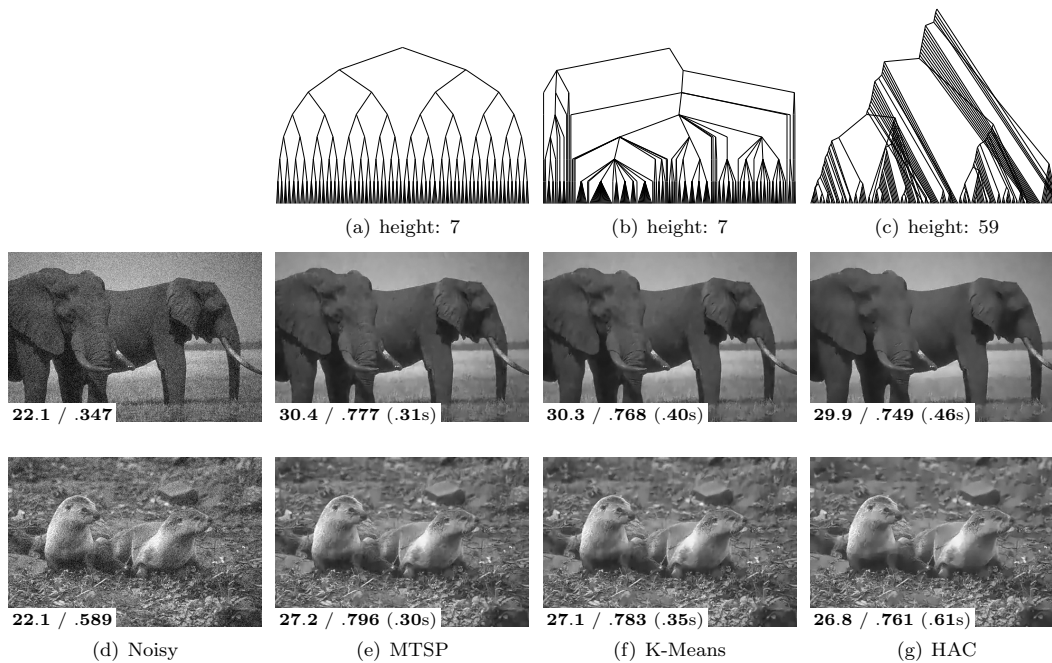 (a) height: 7
(b) height: 7
(c) height: 59
22.1 / .347
30.4 / .777 (.31s)
30.3 / .768 (.40s)
29.9 / .749 (.46s)
22.1 / .589
27.2 / .796 (.30s)
27.1 / .783 (.35s)
26.8 / .761 (.61s)
(d) Noisy
(e) MTSP
(f) K-Means
(g) HAC